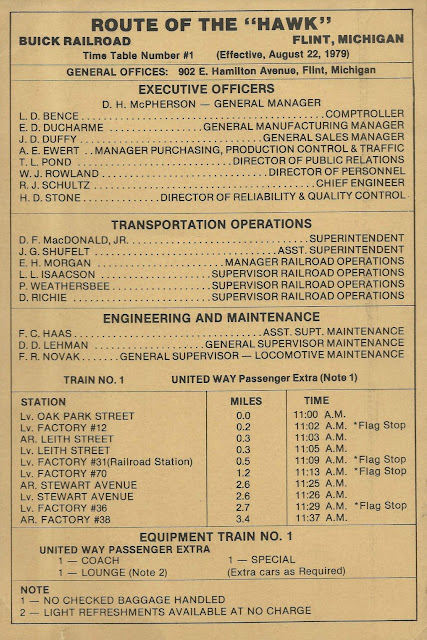 ROUTE OF THE "HAWK"
BUICK RAILROAD FLINT, MICHIGAN
Time Table Number #1 (Effective, August 22, 1979)
GENERAL OFFICES: 902 E. Hamilton Avenue, Flint, Michigan
EXECUTIVE OFFICERS
D. H. McPHERSON — GENERAL MANAGER
L. D. BENCE COMPTROLLER
E. D. DUCHARME GENERAL MANUFACTURING MANAGER
J. D. DUFFY GENERAL SALES MANAGER
A. E. EWERT MANAGER PURCHASING, PRODUCTION CONTROL & TRAFFIC
T. L. POND DIRECTOR OF PUBLIC RELATIONS
W. J. ROWLAND DIRECTOR OF PERSONNEL
R. J. SCHULTZ CHIEF ENGINEER
H. D. STONE DIRECTOR OF RELIABILITY & QUALITY CONTROL
TRANSPORTATION OPERATIONS
D. F. MacDONALD, JR. SUPERINTENDENT
J. G. SHUFELT ASST. SUPERINTENDENT
E. H. MORGAN MANAGER RAILROAD OPERATIONS
L. L. ISAACSON SUPERVISOR RAILROAD OPERATIONS
P. WEATHERSBEE SUPERVISOR RAILROAD OPERATIONS
D. RICHIE SUPERVISOR RAILROAD OPERATIONS
ENGINEERING AND MAINTENANCE
F. C. HAAS ASST. SUPT. MAINTENANCE
D. D. LEHMAN GENERAL SUPERVISOR MAINTENANCE
F. R. NOVAK GENERAL SUPERVISOR — LOCOMOTIVE MAINTENANCE
TRAIN NO. 1 UNITED WAY Passenger Extra (Note 1)
STATION MILES TIME
Lv. OAK PARK STREET 0.0 11:00 A.M.
Lv. FACTORY #12 0.2 11:02 A.M. *Flag Stop
AR. LEITH STREET 0.3 11:03 A.M.
Lv. LEITH STREET 0.3 11:05 A.M.
Lv. FACTORY #31(Railroad Station) 0.5 11:09 A.M. *Flag Stop
Lv. FACTORY #70 1.2 11:13 A.M. *Flag Stop
AR. STEWART AVENUE 2.6 11:25 A.M.
Lv. STEWART AVENUE 2.6 11:26 A.M.
Lv. FACTORY #36 2.7 11:29 A.M. *Flag Stop
AR. FACTORY #38 3.4 11:37 A.M.
EQUIPMENT TRAIN NO. 1
UNITED WAY PASSENGER EXTRA
1 — COACH 1 — SPECIAL
1 — LOUNGE (Note 2) (Extra cars as Required)
NOTE
1 — NO CHECKED BAGGAGE HANDLED
2 — LIGHT REFRESHMENTS AVAILABLE AT NO CHARGE